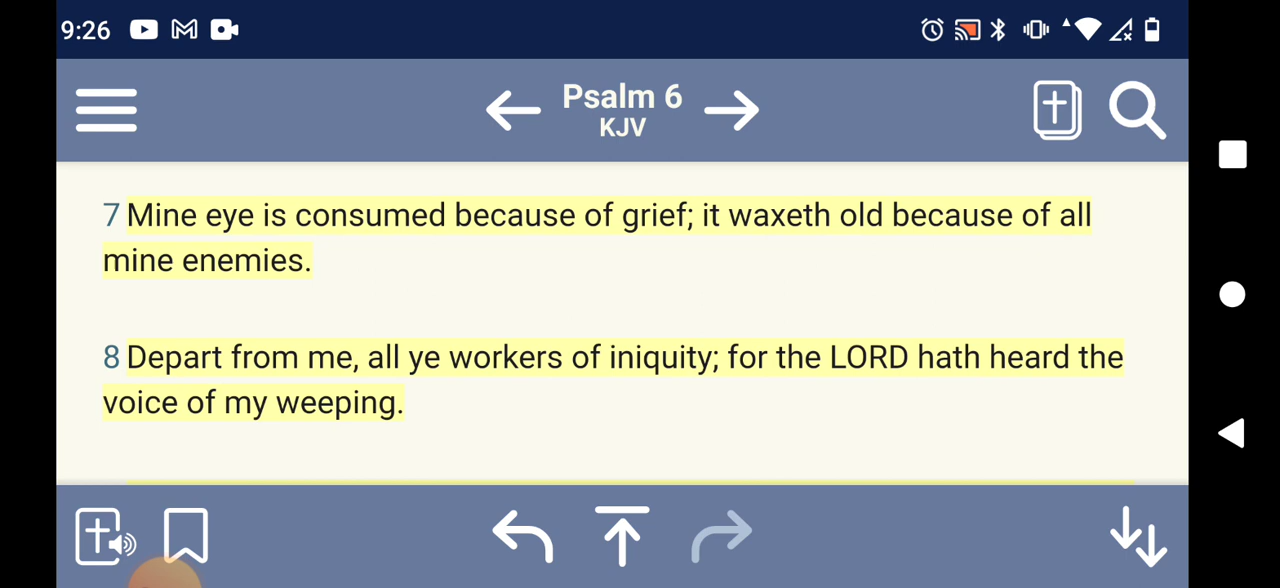 9:26
Psalm 6
KJV
7 Mine eye is consumed because of grief; it waxeth old because of all
mine enemies.
8 Depart from me, all ye workers of iniquity; for the LORD hath heard the
voice of my weeping.